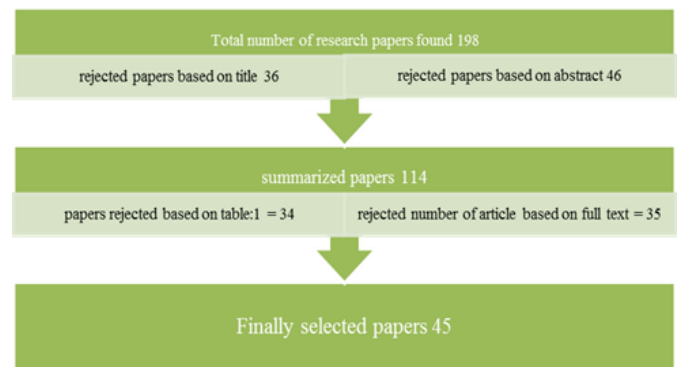 Total number of research papers found 198
rejected papers based on title 36
rejected papers based on abstract 46
summarized papers 114
papers rejected based on table:1 = 34
rejected number of article based on full text = 35
Finally selected papers 45